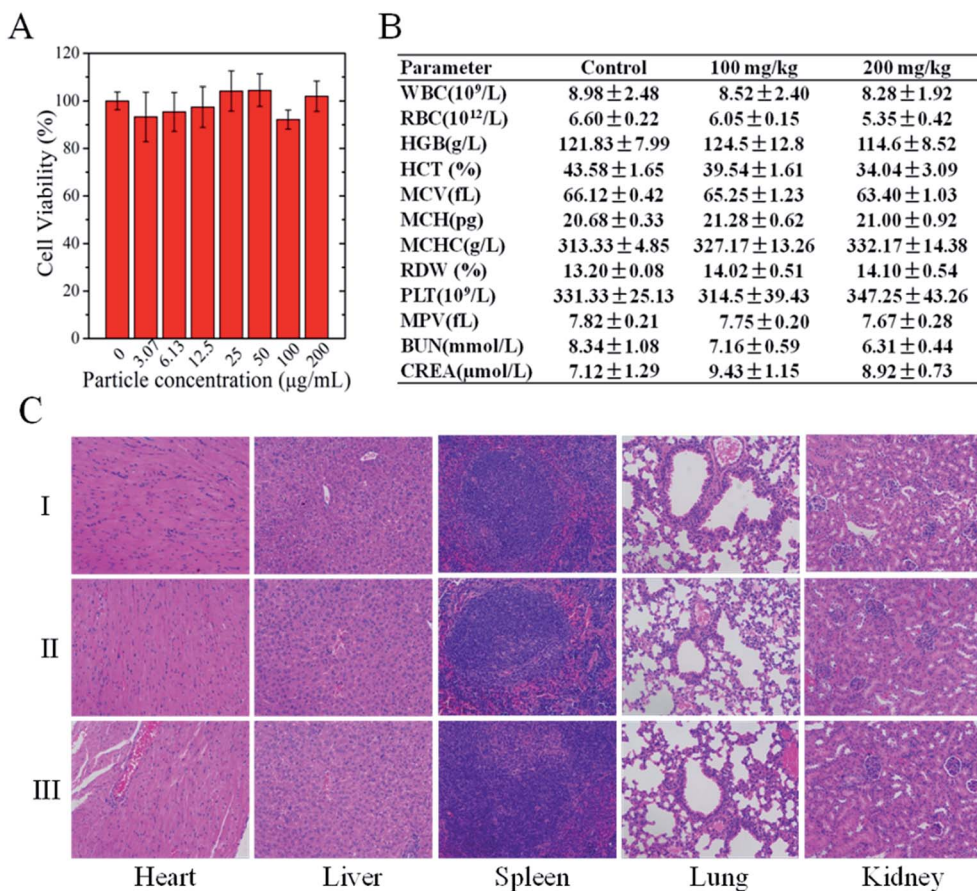 A
Cell Viability (%)
120
100
80
60
40
20
0
0 3.07 6.13 12.5 25 50 100 200
Particle concentration (μg/mL)
B
Parameter Control 100 mg/kg 200 mg/kg
WBC(10⁹/L) 8.98±2.48 8.52±2.40 8.28±1.92
RBC(10¹²/L) 6.60±0.22 6.05±0.15 5.35±0.42
HGB(g/L) 121.83±7.99 124.5±12.8 114.6±8.52
HCT (%) 43.58±1.65 39.54±1.61 34.04±3.09
MCV(fL) 66.12±0.42 65.25±1.23 63.40±1.03
MCH(pg) 20.68±0.33 21.28±0.62 21.00±0.92
MCHC(g/L) 313.33±4.85 327.17±13.26 332.17±14.38
RDW (%) 13.20±0.08 14.02±0.51 14.10±0.54
PLT(10⁹/L) 331.33±25.13 314.5±39.43 347.25±43.26
MPV(fL) 7.82±0.21 7.75±0.20 7.67±0.28
BUN(mmol/L) 8.34±1.08 7.16±0.59 6.31±0.44
CREA(μmol/L) 7.12±1.29 9.43±1.15 8.92±0.73
C
I
II
III
Heart Liver Spleen Lung Kidney